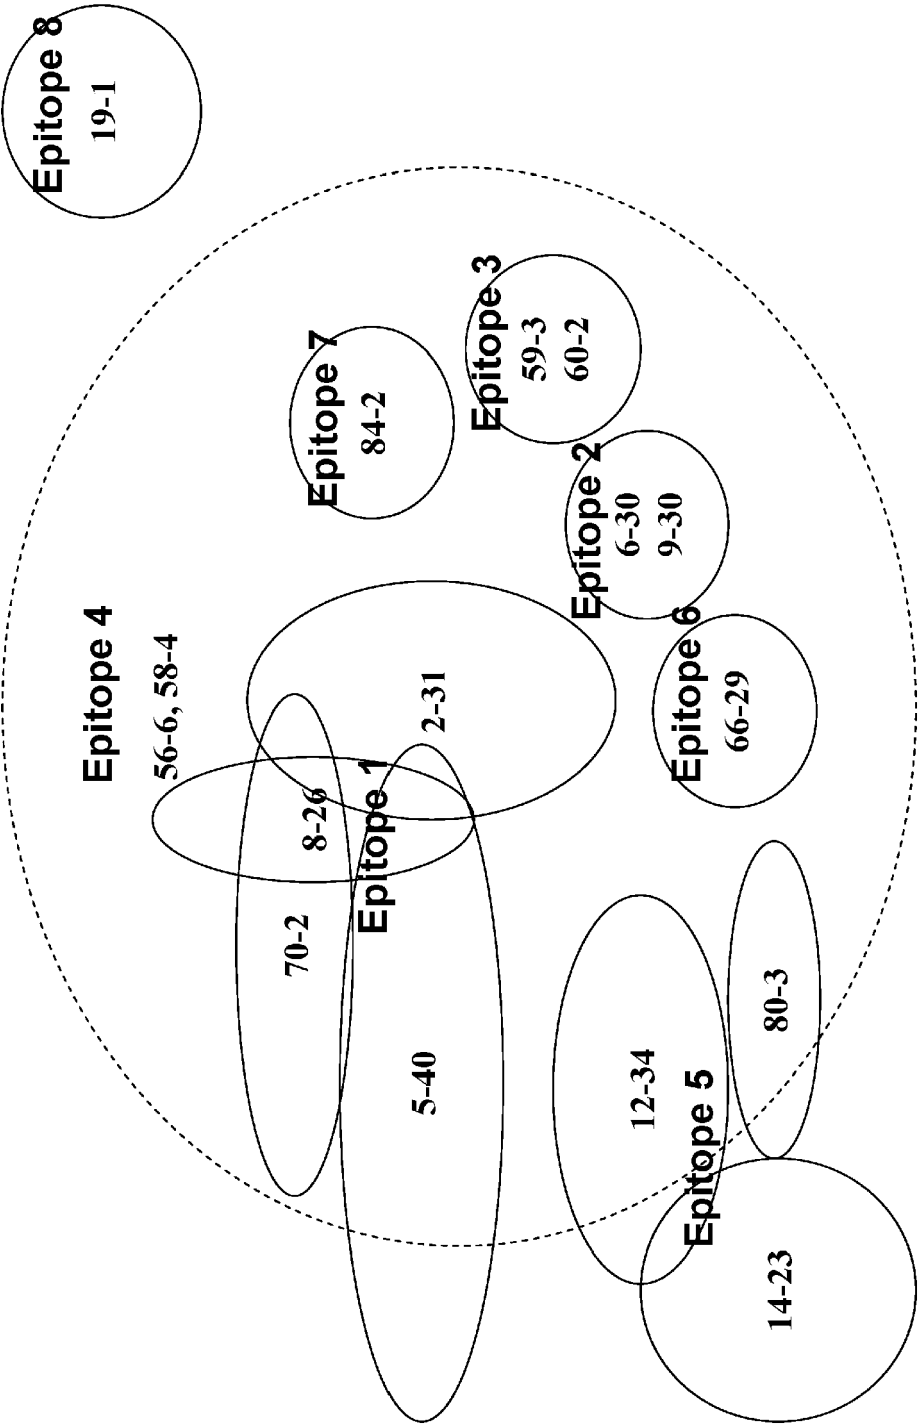 Epitope 8
19-1
Epitope 3
59-3
60-2
Epitope 7
84-2
Epitope 2
6-30
9-30
Epitope 4
56-6, 58-4
2-31
Epitope 6
66-29
8-26
Epitope 1
70-2
5-40
12-34
80-3
Epitope 5
14-23